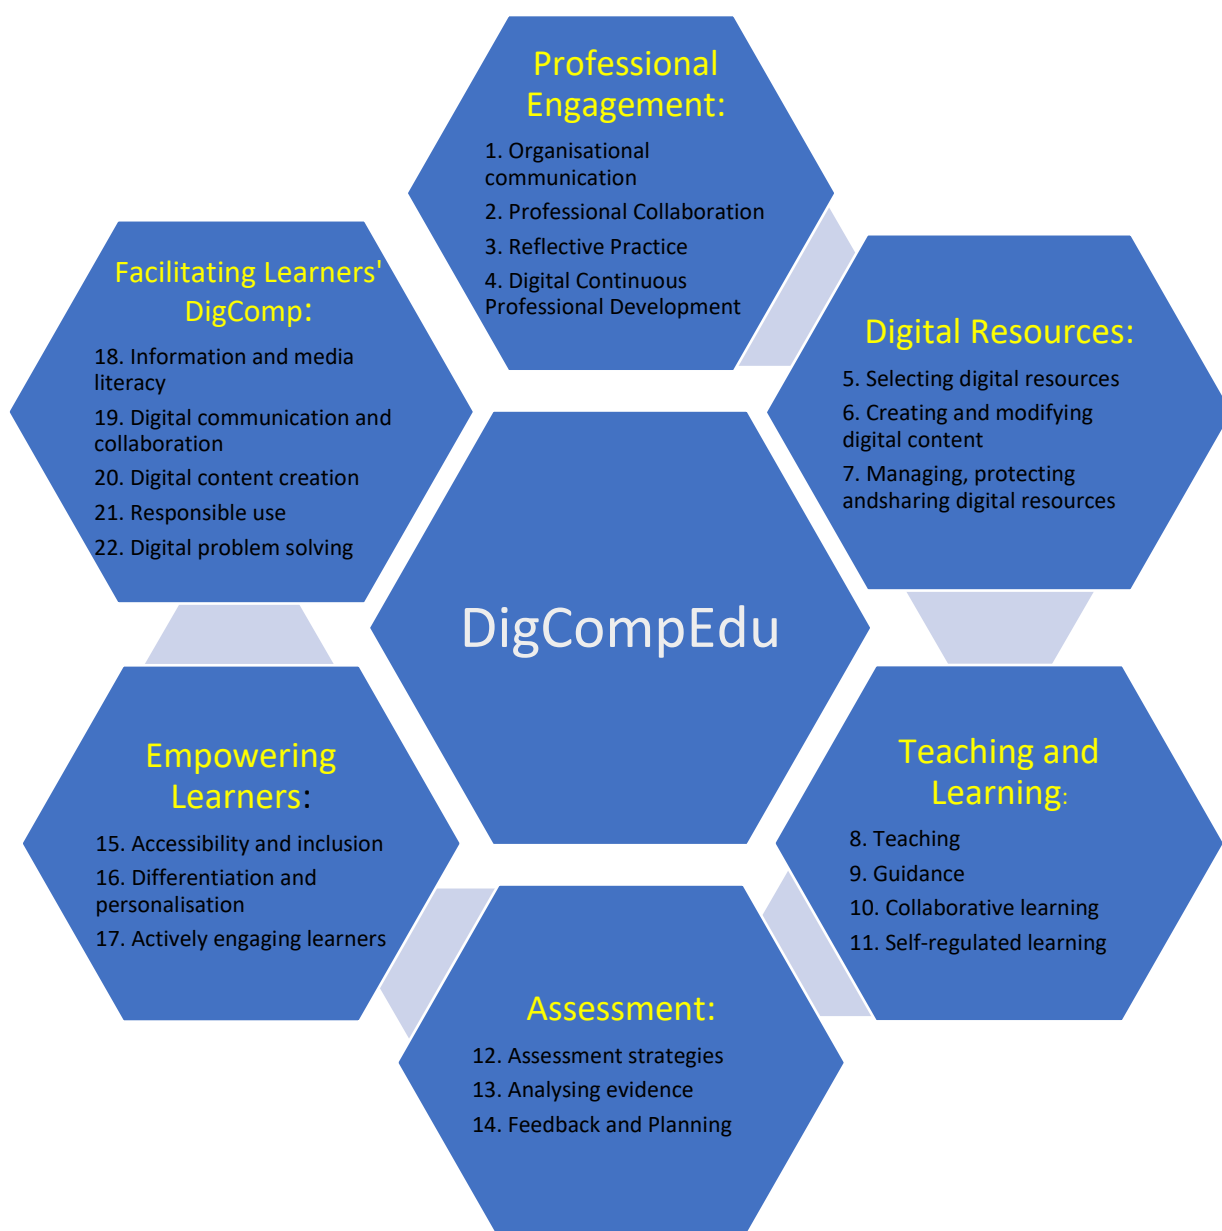 Professional
Engagement:
1. Organisational
communication
2. Professional Collaboration
3. Reflective Practice
4. Digital Continuous
Professional Development
Digital Resources:
5. Selecting digital resources
6. Creating and modifying
digital content
7. Managing, protecting
andsharing digital resources
Teaching and
Learning:
8. Teaching
9. Guidance
10. Collaborative learning
11. Self-regulated learning
Assessment:
12. Assessment strategies
13. Analysing evidence
14. Feedback and Planning
Empowering
Learners:
15. Accessibility and inclusion
16. Differentiation and
personalisation
17. Actively engaging learners
Facilitating Learners'
DigComp:
18. Information and media
literacy
19. Digital communication and
collaboration
20. Digital content creation
21. Responsible use
22. Digital problem solving
DigCompEdu